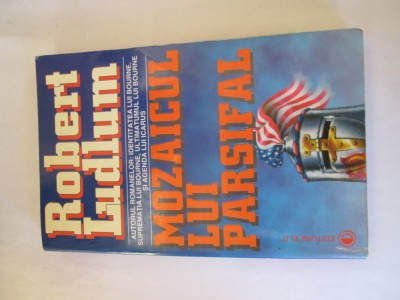 Robert
Ludlum
AUTORUL ROMANELOR: IDENTITATEA LUI BOURNE,
SUPREMAȚIA LUI BOURNE, ULTIMATUMUL LUI BOURNE
ȘI AGENDA LUI ICARUS
MOZAICUL
LUI
PARSIFAL